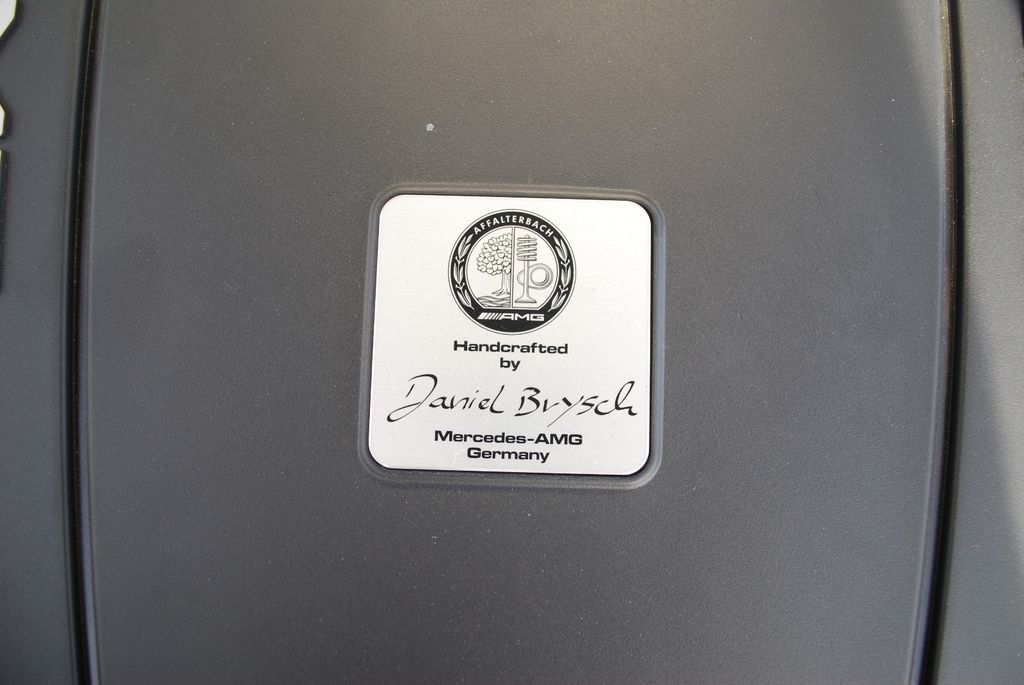 AFFALTERBACH
AMG
Handcrafted
by
Daniel Brysch
Mercedes-AMG
Germany